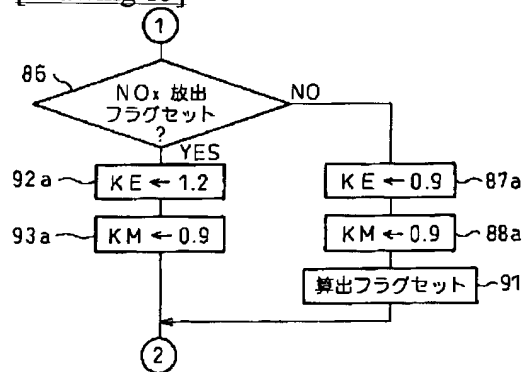 1
86
NOx 放出
フラグセット
?
NO
YES
92a
KE ← 1.2
KE ← 0.9
87a
93a
KM ← 0.9
KM ← 0.9
88a
算出フラグセット
91
2